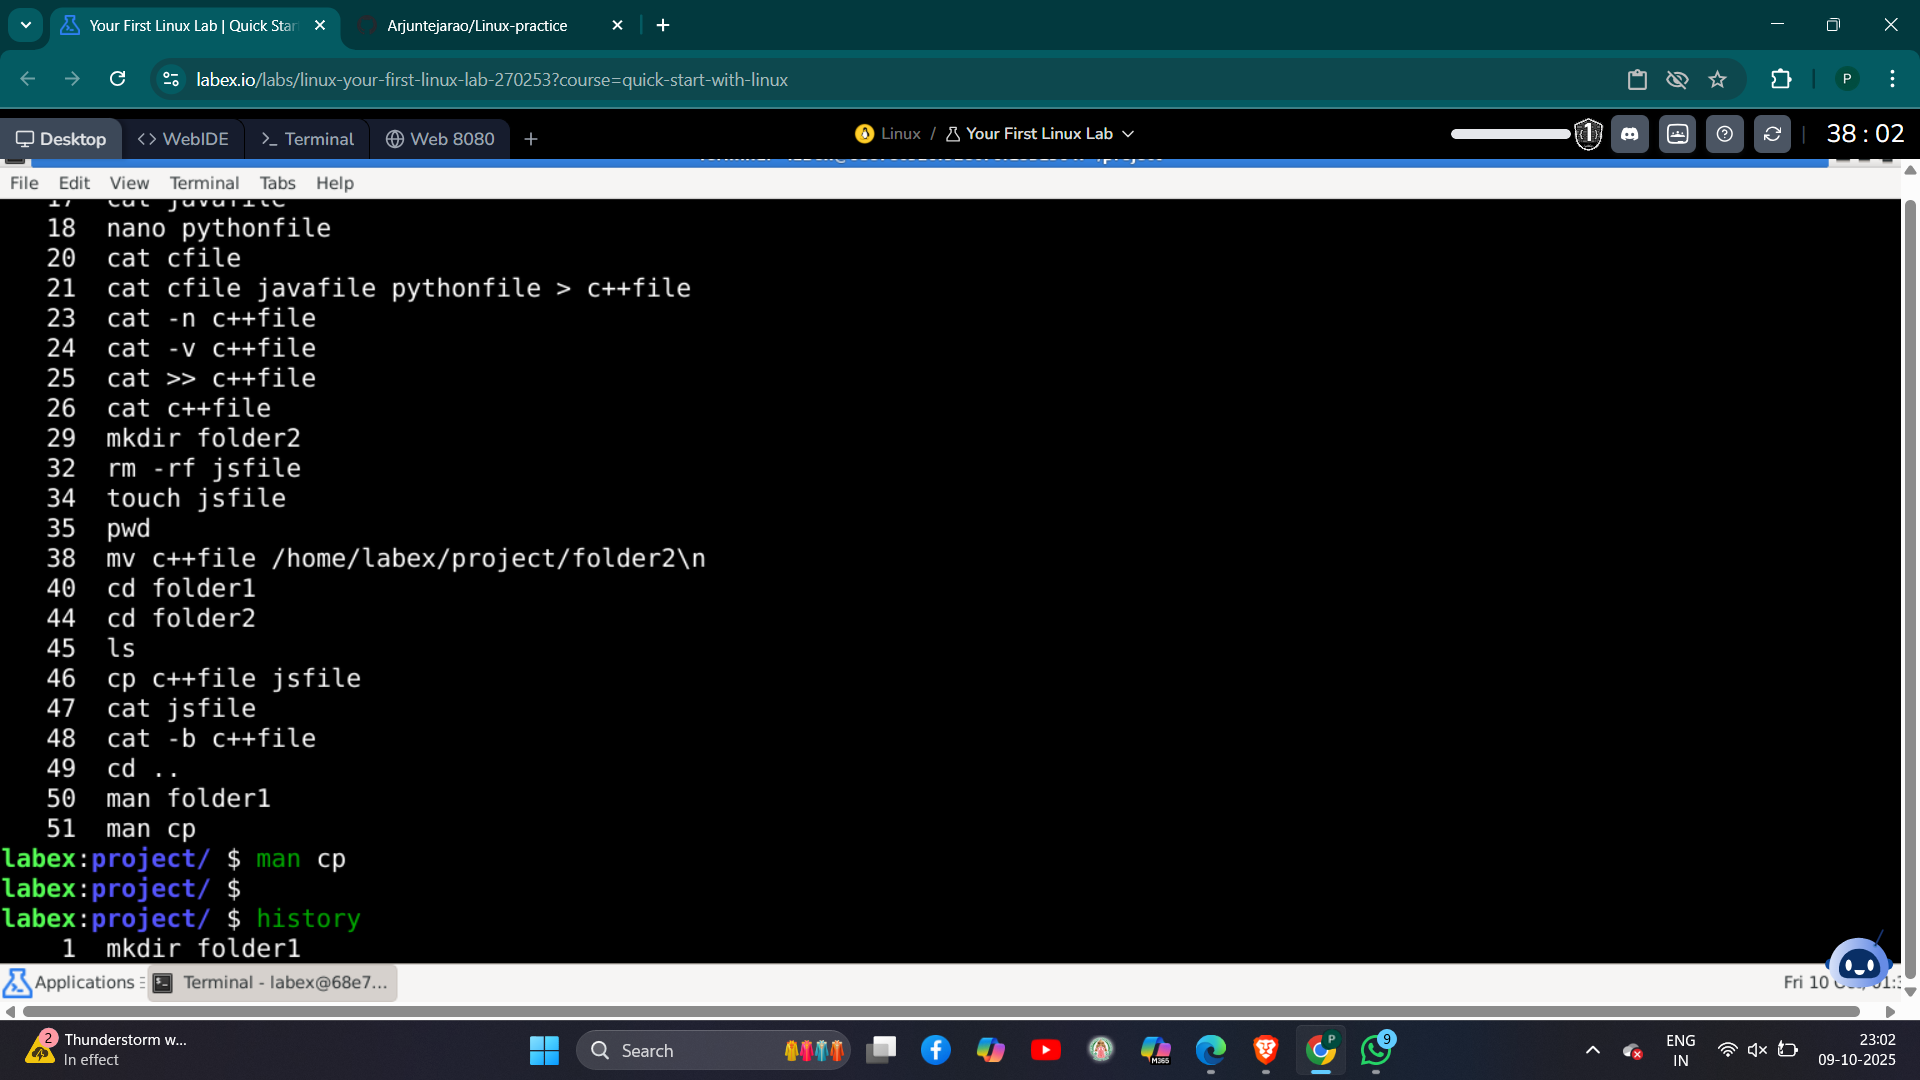 Your First Linux Lab | Quick Star
Arjuntejarao/Linux-practice
labex.io/labs/linux-your-first-linux-lab-270253?course=quick-start-with-linux
P
Desktop
WebIDE
Terminal
Web 8080
Linux / Your First Linux Lab
1
38 : 02
File Edit View Terminal Tabs Help
17 cat javafile
18 nano pythonfile
20 cat cfile
21 cat cfile javafile pythonfile > c++file
23 cat -n c++file
24 cat -v c++file
25 cat >> c++file
26 cat c++file
29 mkdir folder2
32 rm -rf jsfile
34 touch jsfile
35 pwd
38 mv c++file /home/labex/project/folder2\n
40 cd folder1
44 cd folder2
45 ls
46 cp c++file jsfile
47 cat jsfile
48 cat -b c++file
49 cd ..
50 man folder1
51 man cp
labex:project/ $ man cp
labex:project/ $
labex:project/ $ history
1 mkdir folder1
Applications
Terminal - labex@68e7...
Fri 10
2
Thunderstorm w...
In effect
Search
M365
P
9
ENG
IN
23:02
09-10-2025